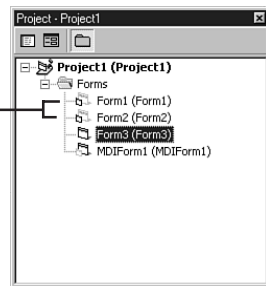 Project - Project1
Project1 (Project1)
Forms
Form1 (Form1)
Form2 (Form2)
Form3 (Form3)
MDIForm1 (MDIForm1)